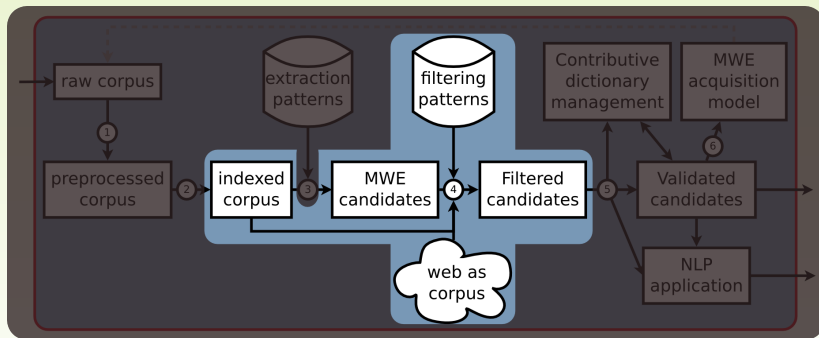 raw corpus
extraction
patterns
filtering
patterns
Contributive
dictionary
management
MWE
acquisition
model
1
6
preprocessed
corpus
2
indexed
corpus
3
MWE
candidates
4
Filtered
candidates
5
Validated
candidates
web as
corpus
NLP
application